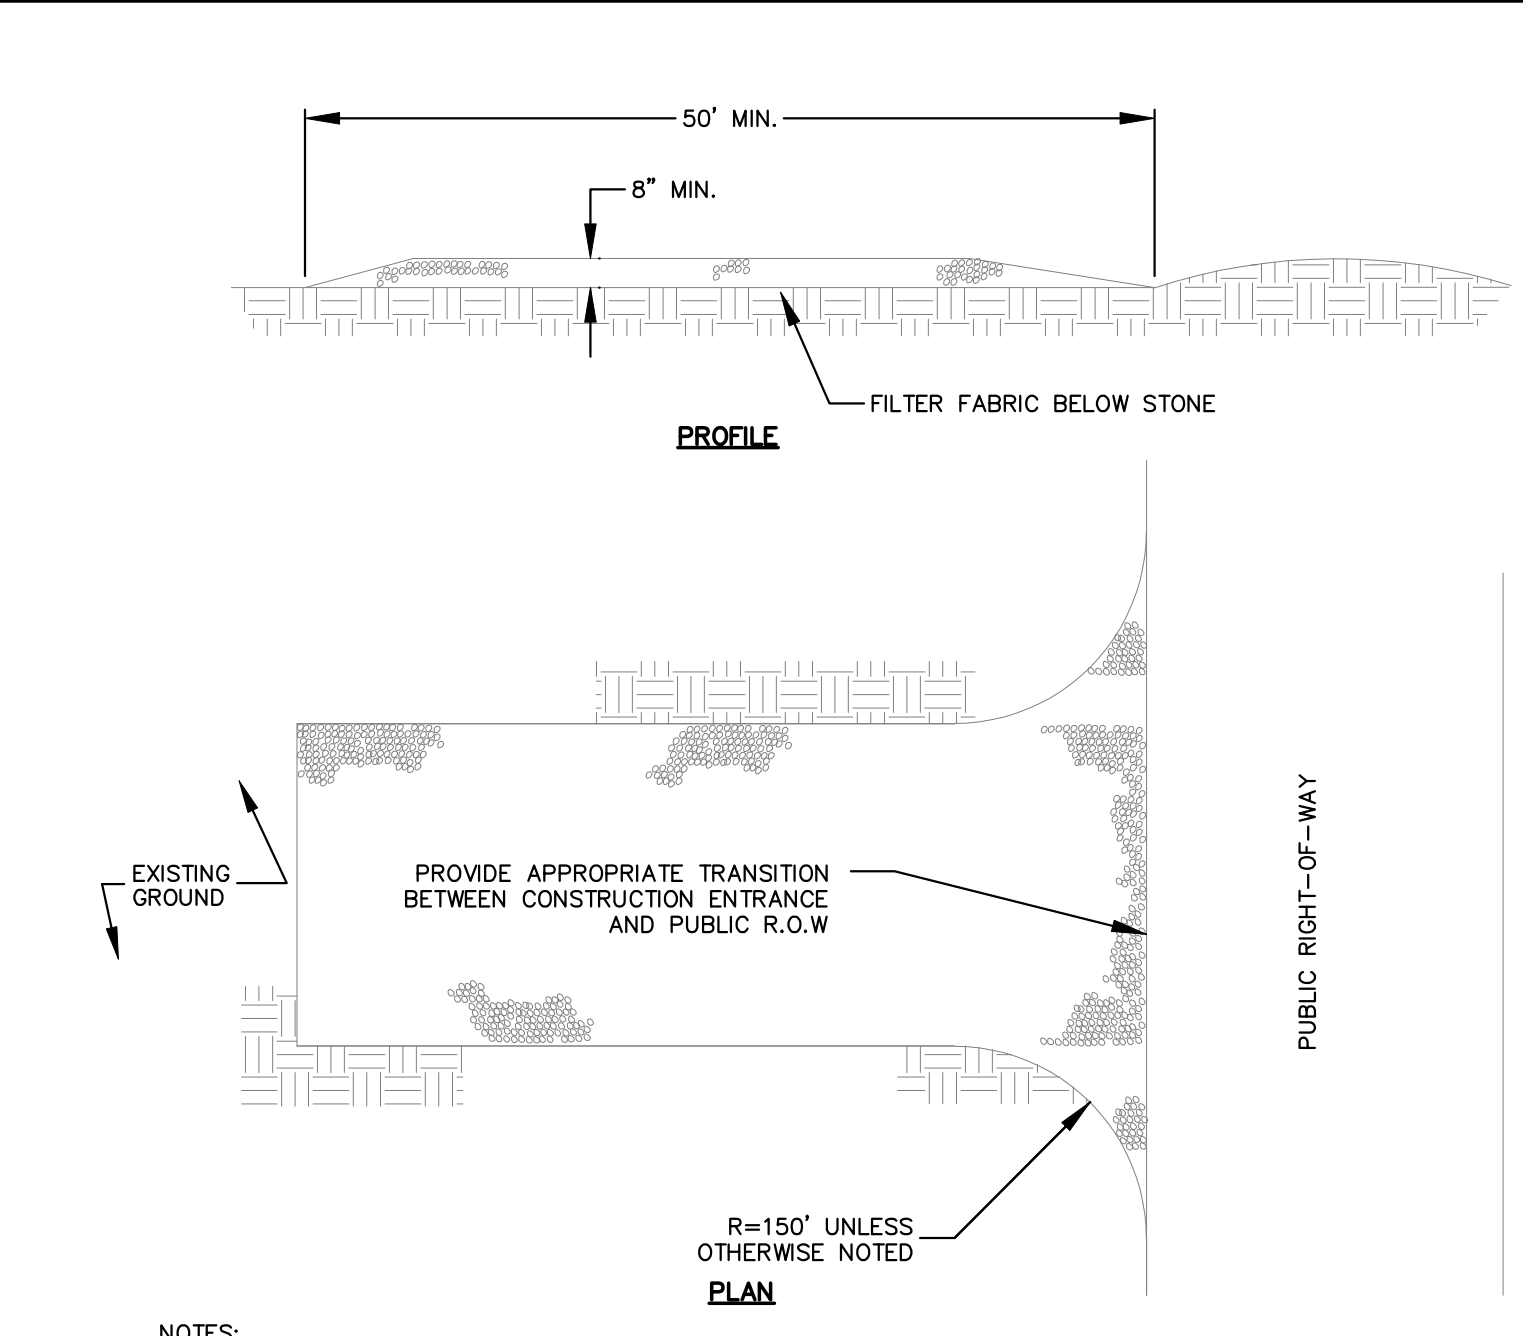 50' MIN.
8" MIN.
FILTER FABRIC BELOW STONE
PROFILE
EXISTING
GROUND
PROVIDE APPROPRIATE TRANSITION
BETWEEN CONSTRUCTION ENTRANCE
AND PUBLIC R.O.W
PUBLIC RIGHT-OF-WAY
R=150' UNLESS
OTHERWISE NOTED
PLAN
NOTES: